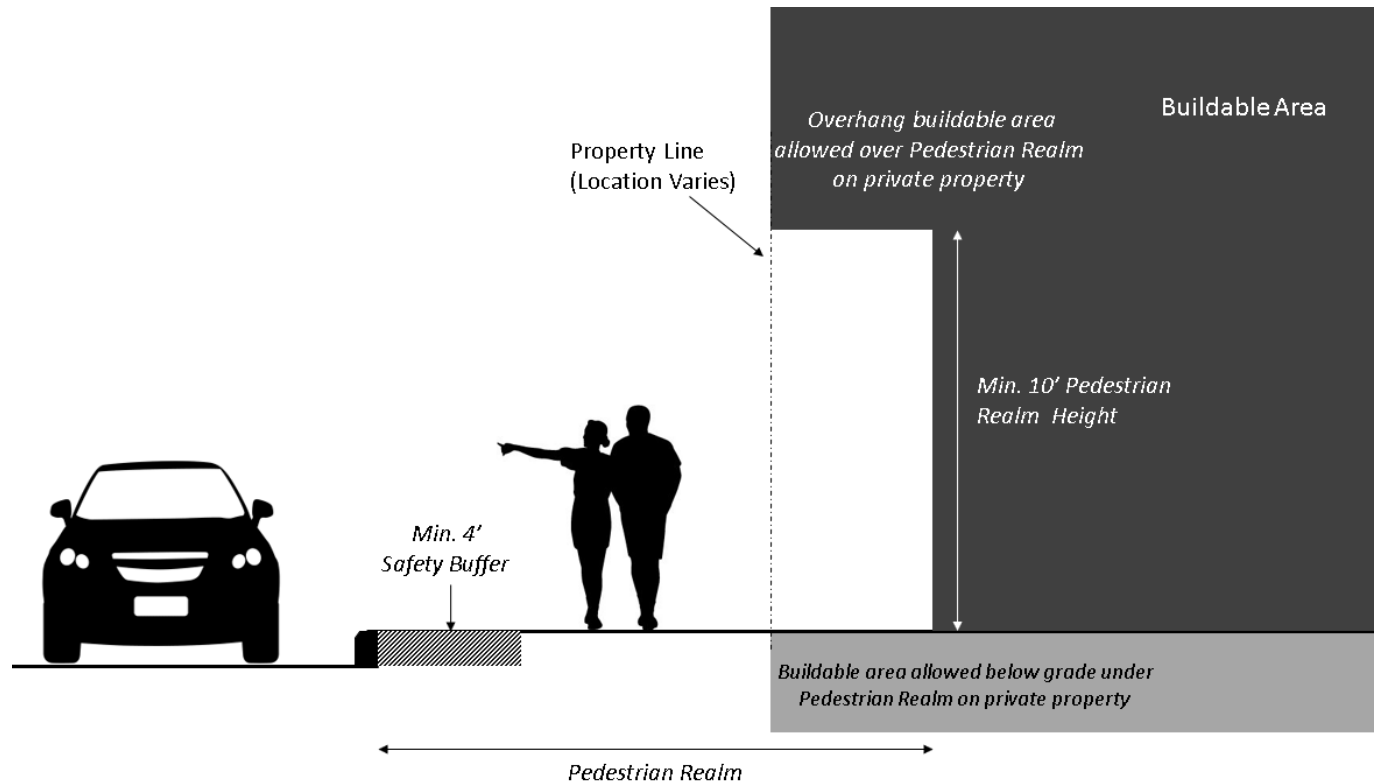 Buildable Area
Overhang buildable area
allowed over Pedestrian Realm
on private property
Property Line
(Location Varies)
Min. 10’ Pedestrian
Realm Height
Min. 4’
Safety Buffer
Buildable area allowed below grade under
Pedestrian Realm on private property
Pedestrian Realm